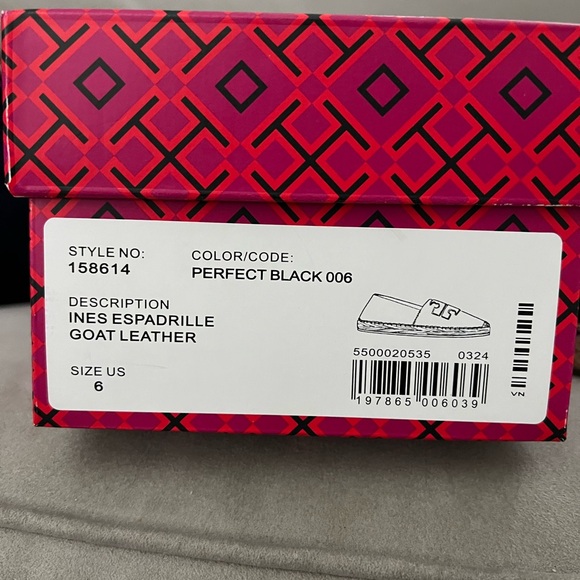 STYLE NO:
158614
COLOR/CODE:
PERFECT BLACK 006
DESCRIPTION
INES ESPADRILLE
GOAT LEATHER
SIZE US
6
5500020535 0324
197865 006039
VN